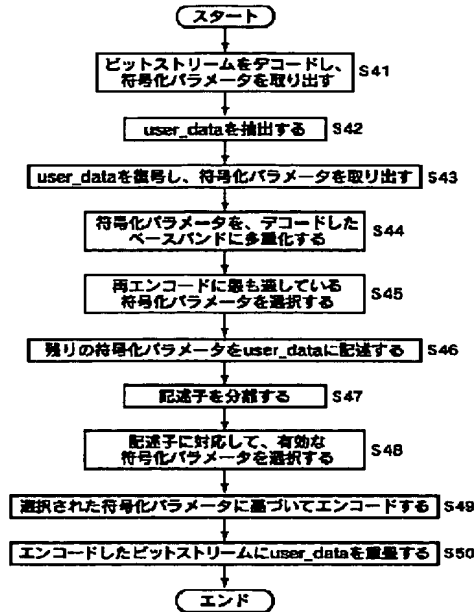 スタート
ビットストリームをデコードし、
符号化パラメータを取り出す
S41
user_dataを抽出する
S42
user_dataを復号し、符号化パラメータを取り出す
S43
符号化パラメータを、デコードした
ベースバンドに多重化する
S44
再エンコードに最も適している
符号化パラメータを選択する
S45
残りの符号化パラメータをuser_dataに記述する
S46
記述子を分離する
S47
記述子に対応して、有効な
符号化パラメータを選択する
S48
選択された符号化パラメータに基づいてエンコードする
S49
エンコードしたビットストリームにuser_dataを重畳する
S50
エンド